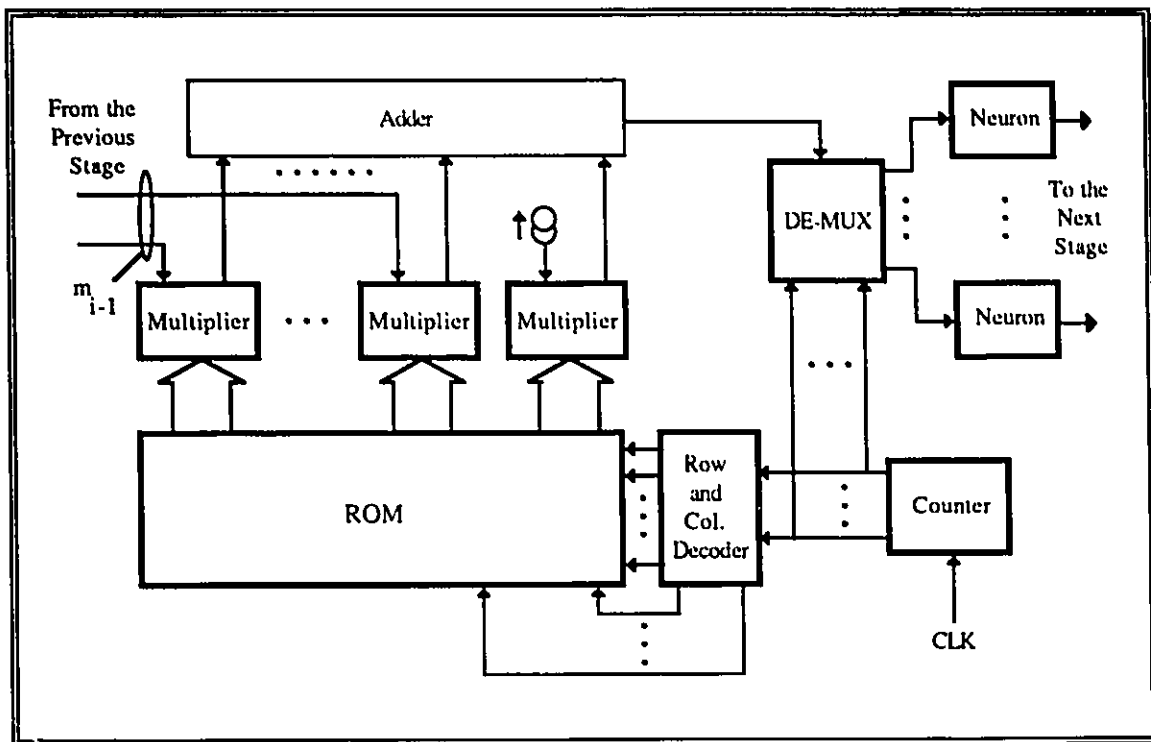 From the
Previous
Stage
Adder
Neuron
DE-MUX
To the
Next
Stage
m i-1
Multiplier
Multiplier
Multiplier
Neuron
ROM
Row
and
Col.
Decoder
Counter
CLK